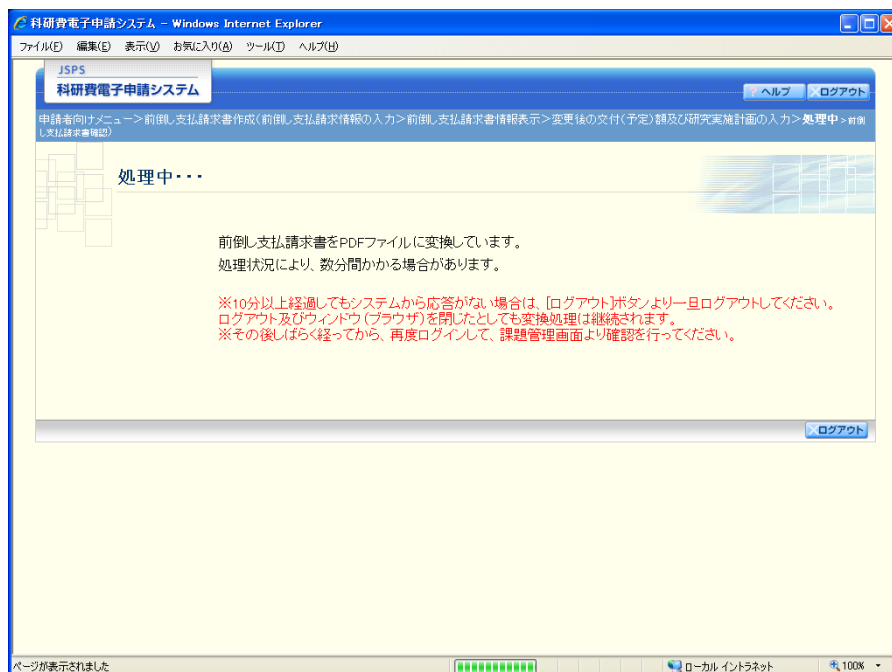 科研費電子申請システム - Windows Internet Explorer
ファイル(F) 編集(E) 表示(V) お気に入り(A) ツール(T) ヘルプ(H)
JSPS
科研費電子申請システム
? ヘルプ ×ログアウト
申請者向けメニュー>前倒し支払請求書作成(前倒し支払請求情報の入力>前倒し支払請求書情報表示>変更後の交付(予定)額及び研究実施計画の入力>処理中>前倒
し支払請求書確認)
処理中・・・
前倒し支払請求書をPDFファイルに変換しています。
処理状況により、数分間かかる場合があります。
※10分以上経過してもシステムから応答がない場合は、[ログアウト]ボタンより一旦ログアウトしてください。
ログアウト及びウィンドウ(ブラウザ)を閉じたとしても変換処理は継続されます。
※その後しばらく経ってから、再度ログインして、課題管理画面より確認を行ってください。
×ログアウト
ページが表示されました ローカル イントラネット 100%